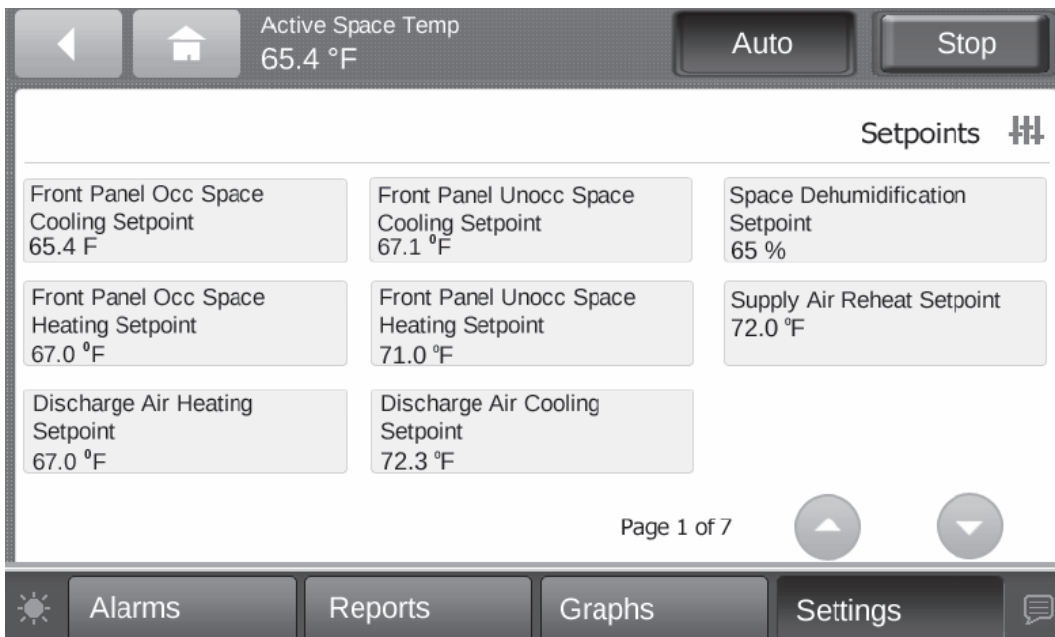 Active Space Temp
65.4 °F
Auto
Stop
Setpoints
Front Panel Occ Space
Cooling Setpoint
65.4 F
Front Panel Unocc Space
Cooling Setpoint
67.1 °F
Space Dehumidification
Setpoint
65 %
Front Panel Occ Space
Heating Setpoint
67.0 °F
Front Panel Unocc Space
Heating Setpoint
71.0 °F
Supply Air Reheat Setpoint
72.0 °F
Discharge Air Heating
Setpoint
67.0 °F
Discharge Air Cooling
Setpoint
72.3 °F
Page 1 of 7
Alarms
Reports
Graphs
Settings